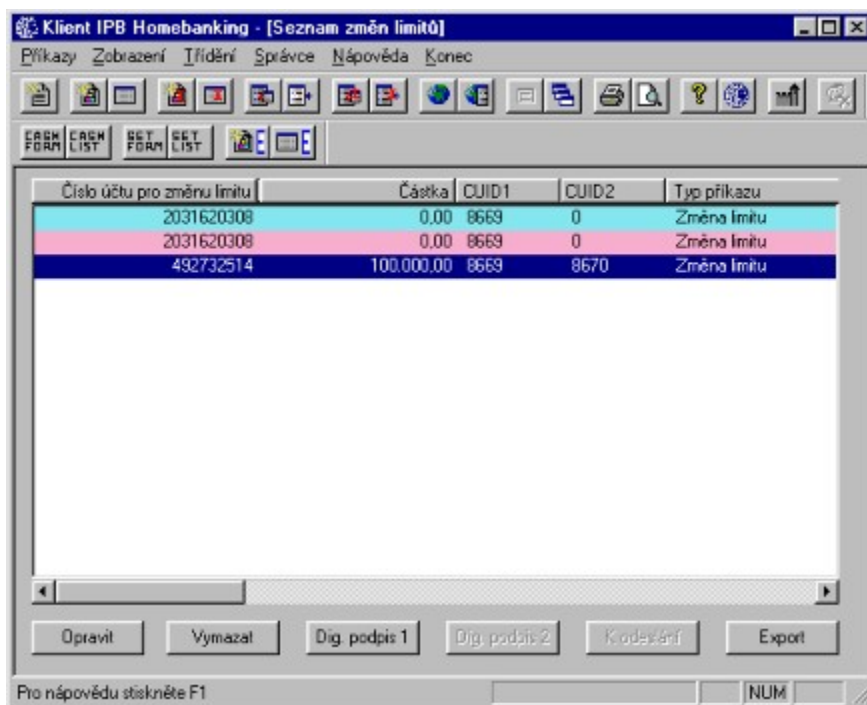 Klient IPB Homebanking - [Seznam změn limitů]
Příkazy Zobrazení Třídění Správce Nápověda Konec
CASH FORM CASH LIST SET FORM SET LIST
Číslo účtu pro změnu limitu Částka CUID1 CUID2 Typ příkazu
2031620308 0,00 8669 0 Změna limitu
2031620308 0,00 8669 0 Změna limitu
492732514 100.000,00 8669 8670 Změna limitu
Opravit Vymazat Dig. podpis 1 Dig. podpis 2 K odeslání Export
Pro nápovědu stiskněte F1 NUM